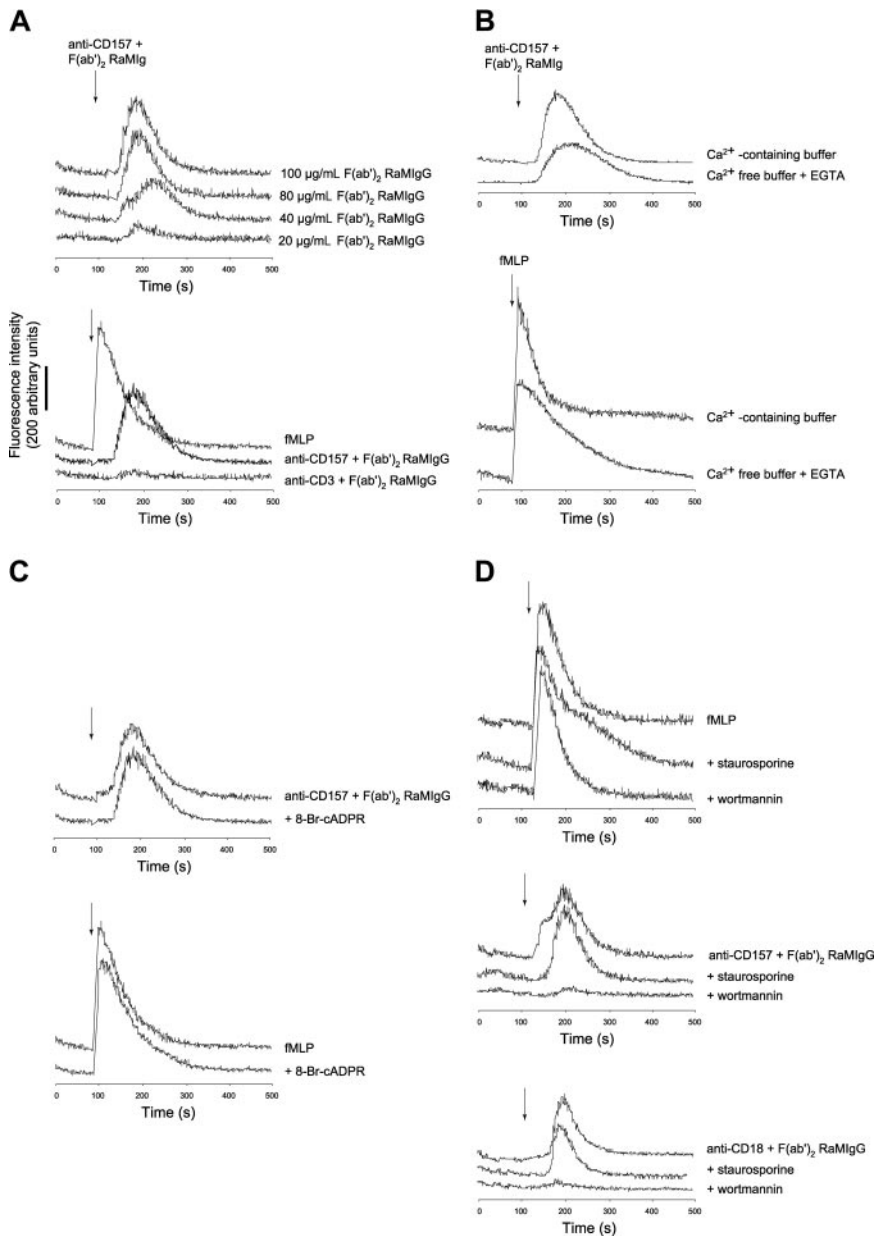 A
anti-CD157 +
F(ab')₂ RaMIg
100 µg/mL F(ab')₂ RaMIgG
80 µg/mL F(ab')₂ RaMIgG
40 µg/mL F(ab')₂ RaMIgG
20 µg/mL F(ab')₂ RaMIgG
0 100 200 300 400 500
Time (s)
Fluorescence intensity
(200 arbitrary units)
fMLP
anti-CD157 + F(ab')₂ RaMIgG
anti-CD3 + F(ab')₂ RaMIgG
0 100 200 300 400 500
Time (s)
B
anti-CD157 +
F(ab')₂ RaMIg
Ca²⁺ -containing buffer
Ca²⁺ free buffer + EGTA
0 100 200 300 400 500
Time (s)
fMLP
Ca²⁺ -containing buffer
Ca²⁺ free buffer + EGTA
0 100 200 300 400 500
Time (s)
C
anti-CD157 + F(ab')₂ RaMIgG
+ 8-Br-cADPR
0 100 200 300 400 500
Time (s)
fMLP
+ 8-Br-cADPR
0 100 200 300 400 500
Time (s)
D
fMLP
+ staurosporine
+ wortmannin
0 100 200 300 400 500
Time (s)
anti-CD157 + F(ab')₂ RaMIgG
+ staurosporine
+ wortmannin
0 100 200 300 400 500
Time (s)
anti-CD18 + F(ab')₂ RaMIgG
+ staurosporine
+ wortmannin
0 100 200 300 400 500
Time (s)